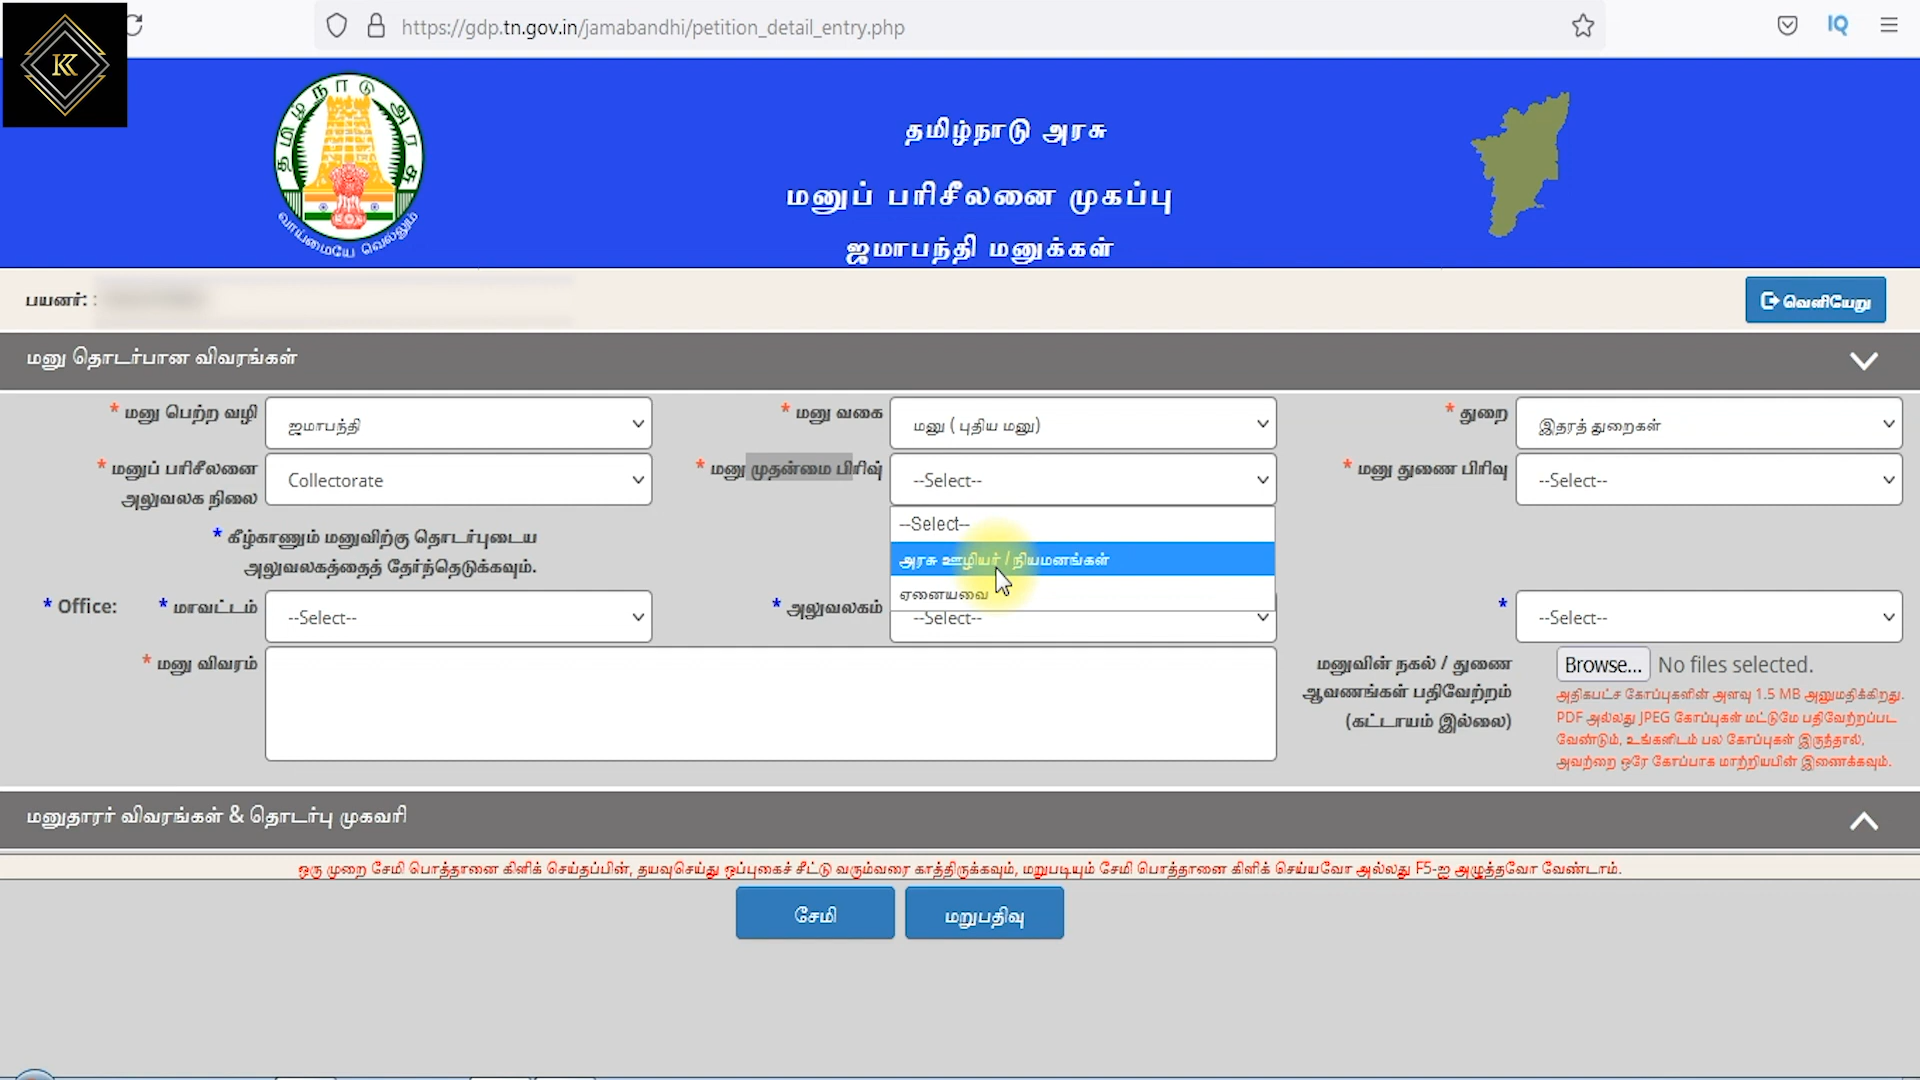 https://gdp.tn.gov.in/jamabandhi/petition_detail_entry.php
IQ
KK
தமிழ்நாடு அரசு
வாய்மையே வெல்லும்
தமிழ்நாடு அரசு
மனுப் பரிசீலனை முகப்பு
ஜமாபந்தி மனுக்கள்
பயனர்: :
வெளியேறு
மனு தொடர்பான விவரங்கள்
* மனு பெற்ற வழி ஜமாபந்தி * மனு வகை மனு ( புதிய மனு) * துறை இதரத் துறைகள்
* மனுப் பரிசீலனை அலுவலக நிலை Collectorate * மனு முதன்மை பிரிவு --Select-- * மனு துணை பிரிவு --Select--
--Select--
அரசு ஊழியர் / நியமனங்கள்
ஏனையவை
* கீழ்காணும் மனுவிற்கு தொடர்புடைய
அலுவலகத்தைத் தேர்ந்தெடுக்கவும்.
* Office: * மாவட்டம் --Select-- * அலுவலகம் --Select-- * --Select--
* மனு விவரம்
மனுவின் நகல் / துணை
ஆவணங்கள் பதிவேற்றம்
(கட்டாயம் இல்லை)
Browse... No files selected.
அதிகபட்ச கோப்புகளின் அளவு 1.5 MB அனுமதிக்கிறது.
PDF அல்லது JPEG கோப்புகள் மட்டுமே பதிவேற்றப்பட
வேண்டும், உங்களிடம் பல கோப்புகள் இருந்தால்,
அவற்றை ஒரே கோப்பாக மாற்றியபின் இணைக்கவும்.
மனுதாரர் விவரங்கள் & தொடர்பு முகவரி
ஒரு முறை சேமி பொத்தானை கிளிக் செய்தப்பின், தயவுசெய்து ஒப்புகைச் சீட்டு வரும்வரை காத்திருக்கவும், மறுபடியும் சேமி பொத்தானை கிளிக் செய்யவோ அல்லது F5-ஐ அழுத்தவோ வேண்டாம்.
சேமி மறுபதிவு